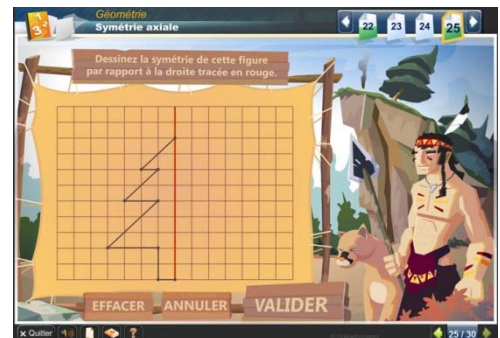 Géométrie
Symétrie axiale
22
23
24
25
Dessinez la symétrie de cette figure
par rapport à la droite tracée en rouge.
EFFACER
ANNULER
VALIDER
x Quitter
?
25 / 30